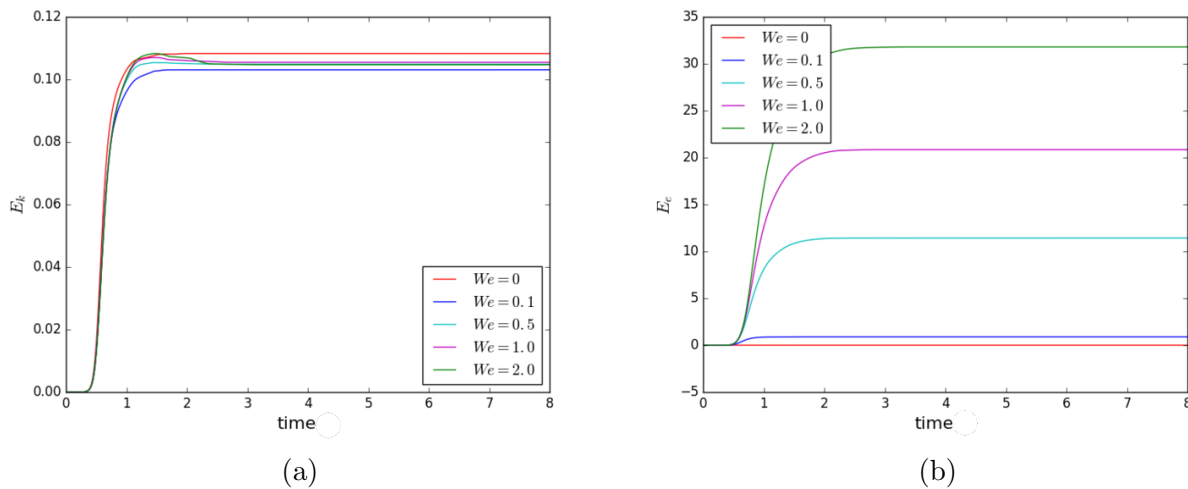 0.12
0.10
0.08
0.06
0.04
0.02
0.00
E_k
We = 0
We = 0.1
We = 0.5
We = 1.0
We = 2.0
0 1 2 3 4 5 6 7 8
time
(a)
35
30
25
20
15
10
5
0
−5
E_e
We = 0
We = 0.1
We = 0.5
We = 1.0
We = 2.0
0 1 2 3 4 5 6 7 8
time
(b)